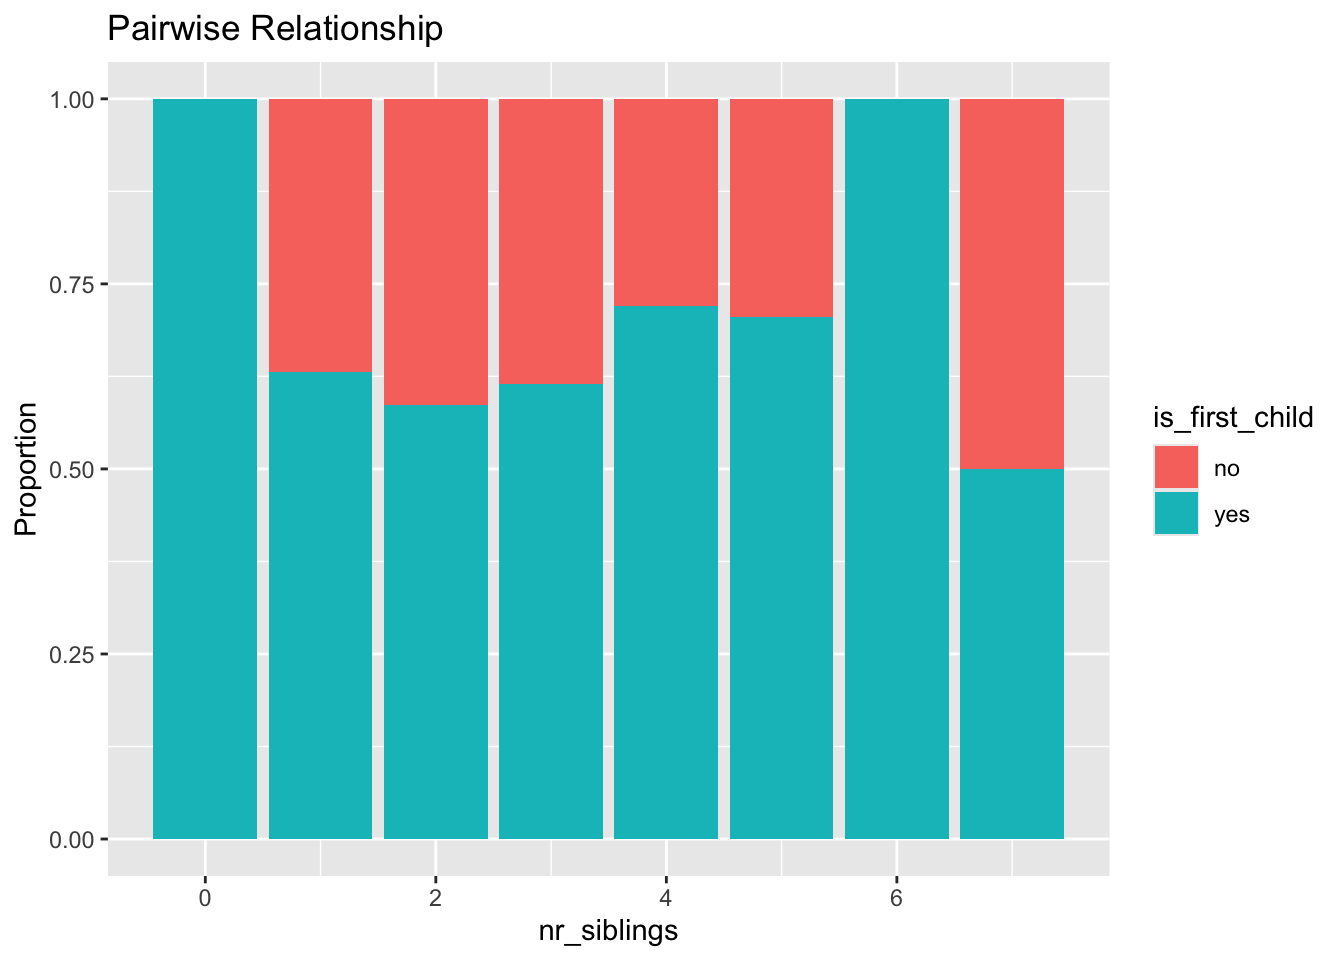 Pairwise Relationship
1.00
0.75
0.50
0.25
0.00
Proportion
0 2 4 6
nr_siblings
is_first_child
no
yes